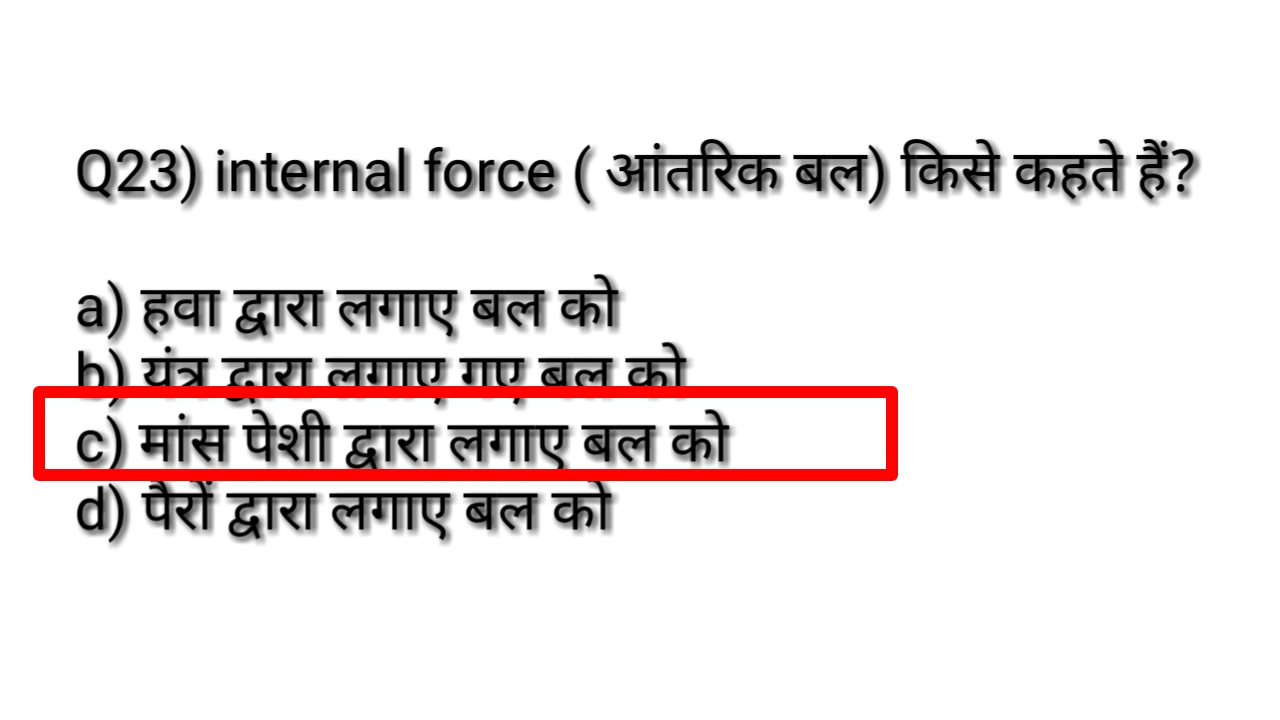 Q23) internal force ( आंतरिक बल) किसे कहते हैं?
a) हवा द्वारा लगाए बल को
b) यंत्र द्वारा लगाए गए बल को
c) मांस पेशी द्वारा लगाए बल को
d) पैरों द्वारा लगाए बल को